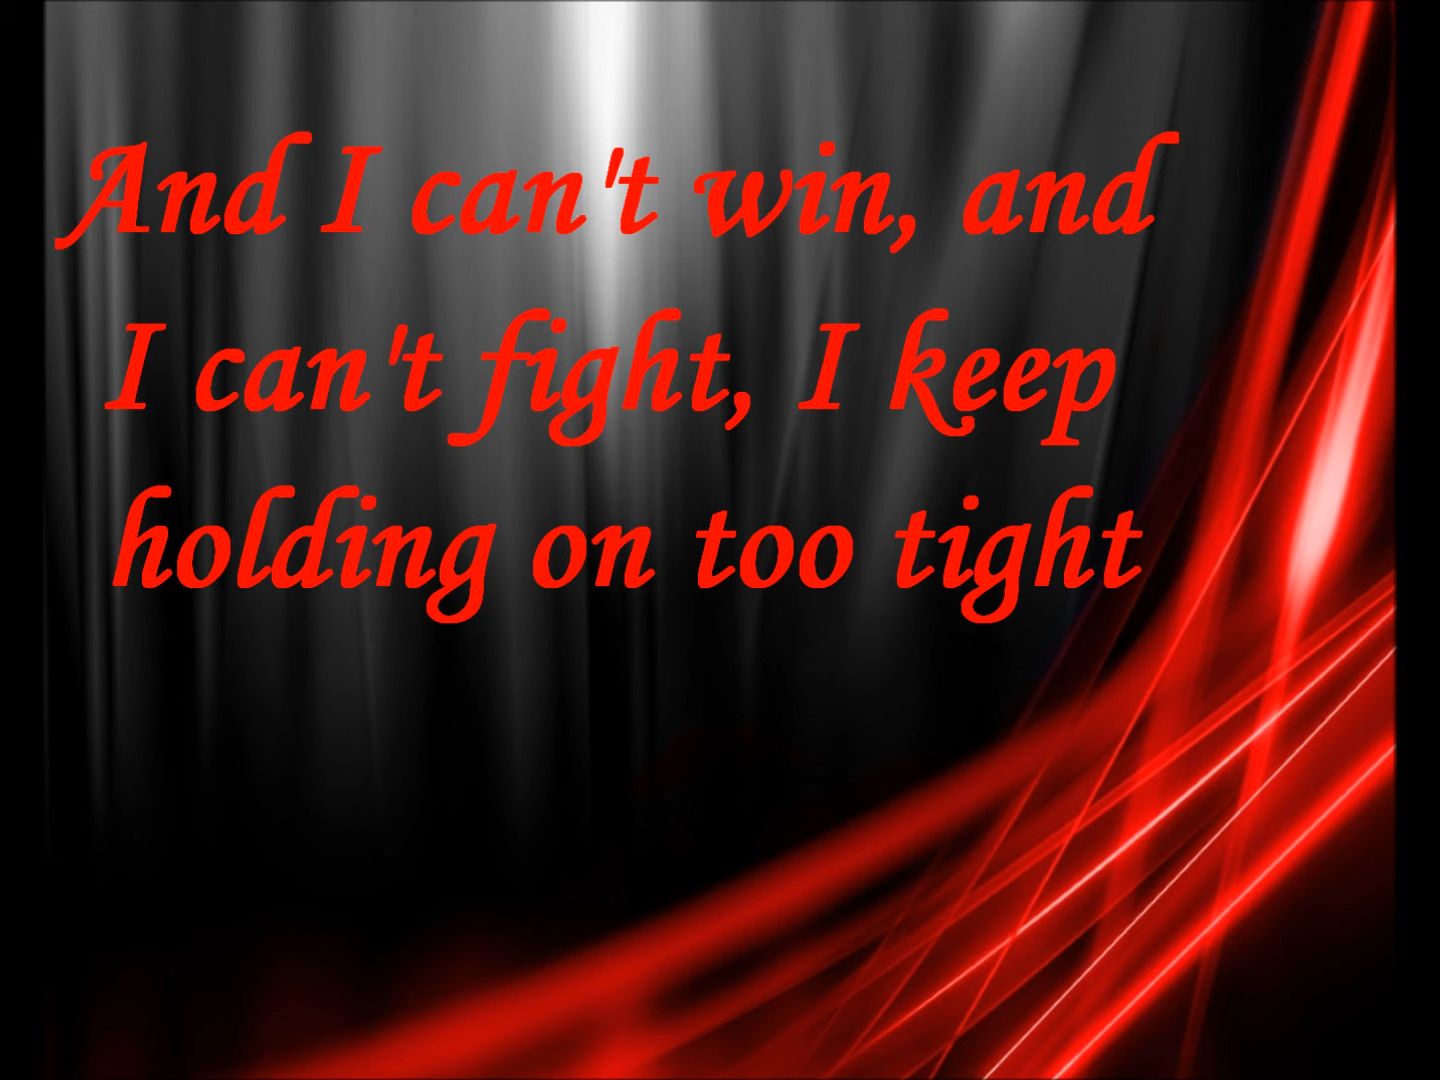 And I can't win, and
I can't fight, I keep
holding on too tight